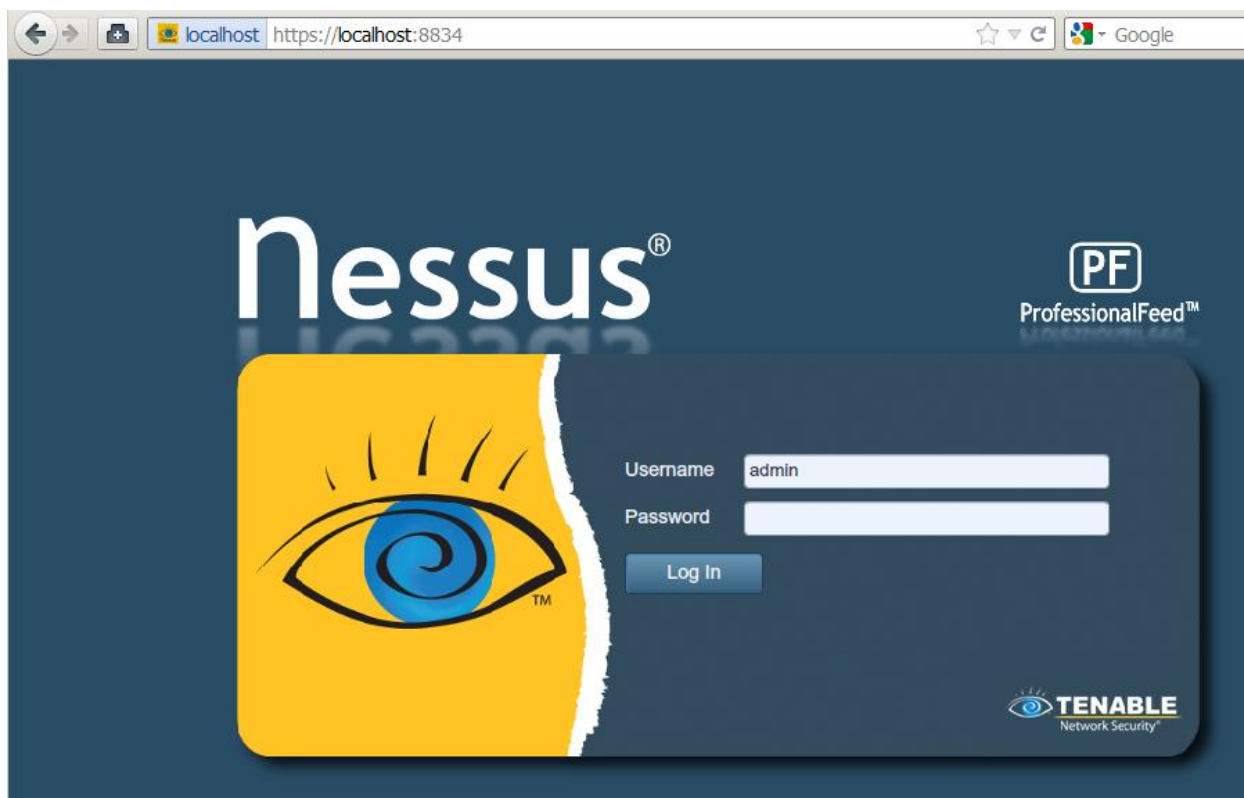 localhost https://localhost:8834 Google
nessus®
PF
ProfessionalFeed™
Username admin
Password
Log In
TM
TENABLE
Network Security®